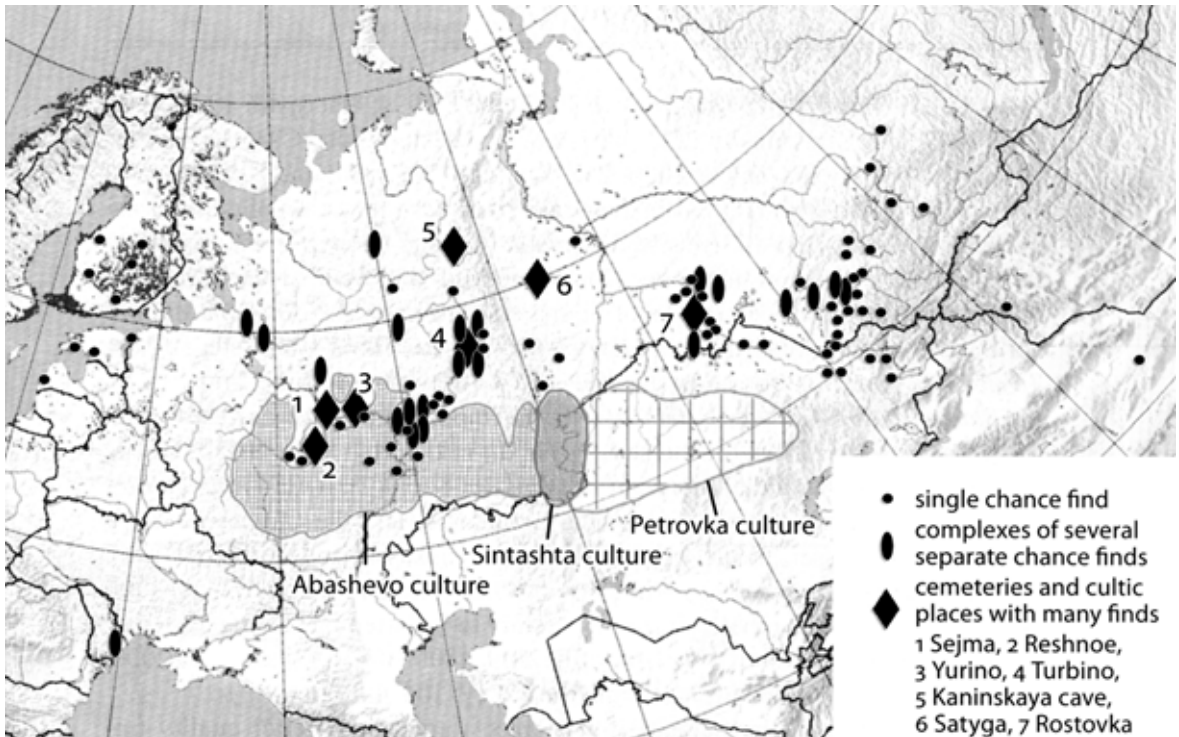 5
6
7
4
3
1
2
Petrovka culture
Sintashta culture
Abashevo culture
single chance find
complexes of several
separate chance finds
cemeteries and cultic
places with many finds
1 Sejma, 2 Reshnoe,
3 Yurino, 4 Turbino,
5 Kaninskaya cave,
6 Satyga, 7 Rostovka